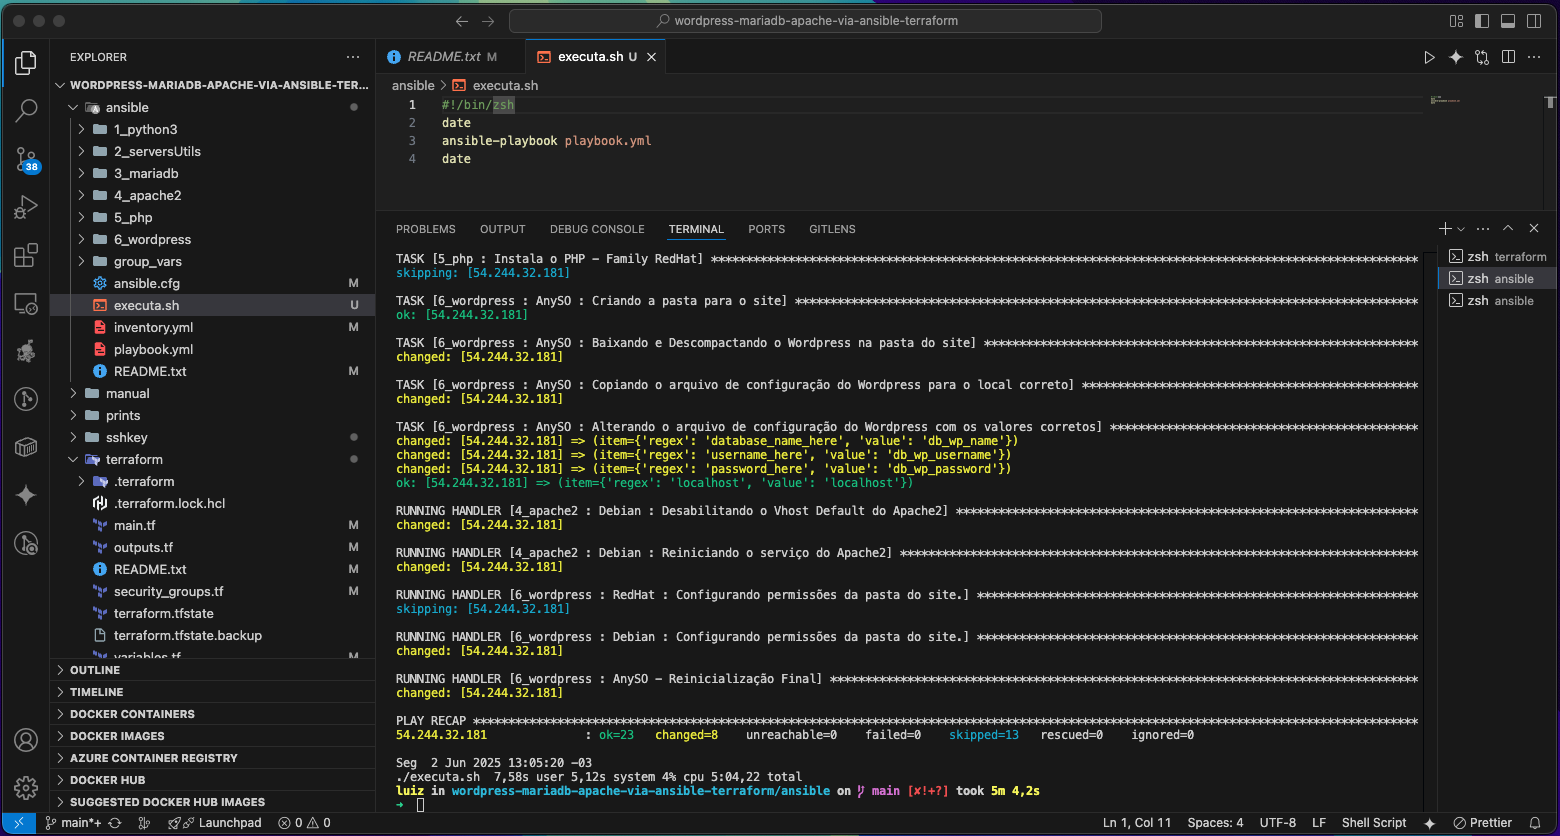 wordpress-mariadb-apache-via-ansible-terraform
EXPLORER
WORDPRESS-MARIADB-APACHE-VIA-ANSIBLE-TER...
ansible
1_python3
2_serversUtils
3_mariadb
4_apache2
5_php
6_wordpress
group_vars
ansible.cfg M
executa.sh U
inventory.yml M
playbook.yml
README.txt M
manual
prints
sshkey
terraform
.terraform
.terraform.lock.hcl
main.tf M
outputs.tf M
README.txt M
security_groups.tf M
terraform.tfstate
terraform.tfstate.backup
variables.tf M
OUTLINE
TIMELINE
DOCKER CONTAINERS
DOCKER IMAGES
AZURE CONTAINER REGISTRY
DOCKER HUB
SUGGESTED DOCKER HUB IMAGES
38
README.txt M
executa.sh U
ansible > executa.sh
1 #!/bin/zsh
2 date
3 ansible-playbook playbook.yml
4 date
PROBLEMS OUTPUT DEBUG CONSOLE TERMINAL PORTS GITLENS
zsh terraform
zsh ansible
zsh ansible
TASK [5_php : Instala o PHP - Family RedHat] *****************************************************************************************************
skipping: [54.244.32.181]
TASK [6_wordpress : AnySO : Criando a pasta para o site] *****************************************************************************************
ok: [54.244.32.181]
TASK [6_wordpress : AnySO : Baixando e Descompactando o Wordpress na pasta do site] **************************************************************
changed: [54.244.32.181]
TASK [6_wordpress : AnySO : Copiando o arquivo de configuração do Wordpress para o local correto] ************************************************
changed: [54.244.32.181]
TASK [6_wordpress : AnySO : Alterando o arquivo de configuração do Wordpress com os valores corretos] ********************************************
changed: [54.244.32.181] => (item={'regex': 'database_name_here', 'value': 'db_wp_name'})
changed: [54.244.32.181] => (item={'regex': 'username_here', 'value': 'db_wp_username'})
changed: [54.244.32.181] => (item={'regex': 'password_here', 'value': 'db_wp_password'})
ok: [54.244.32.181] => (item={'regex': 'localhost', 'value': 'localhost'})
RUNNING HANDLER [4_apache2 : Debian : Desabilitando o Vhost Default do Apache2] ******************************************************************
changed: [54.244.32.181]
RUNNING HANDLER [4_apache2 : Debian : Reiniciando o serviço do Apache2] **************************************************************************
changed: [54.244.32.181]
RUNNING HANDLER [6_wordpress : RedHat : Configurando permissões da pasta do site.] ***************************************************************
skipping: [54.244.32.181]
RUNNING HANDLER [6_wordpress : Debian : Configurando permissões da pasta do site.] ***************************************************************
changed: [54.244.32.181]
RUNNING HANDLER [6_wordpress : AnySO - Reinicialização Final] ************************************************************************************
changed: [54.244.32.181]
PLAY RECAP ***************************************************************************************************************************************
54.244.32.181 : ok=23 changed=8 unreachable=0 failed=0 skipped=13 rescued=0 ignored=0
Seg 2 Jun 2025 13:05:20 -03
./executa.sh 7,58s user 5,12s system 4% cpu 5:04,22 total
luiz in wordpress-mariadb-apache-via-ansible-terraform/ansible on main [✘!+?] took 5m 4,2s
➜
main*+ Launchpad 0 0 Ln 1, Col 11 Spaces: 4 UTF-8 LF Shell Script Prettier